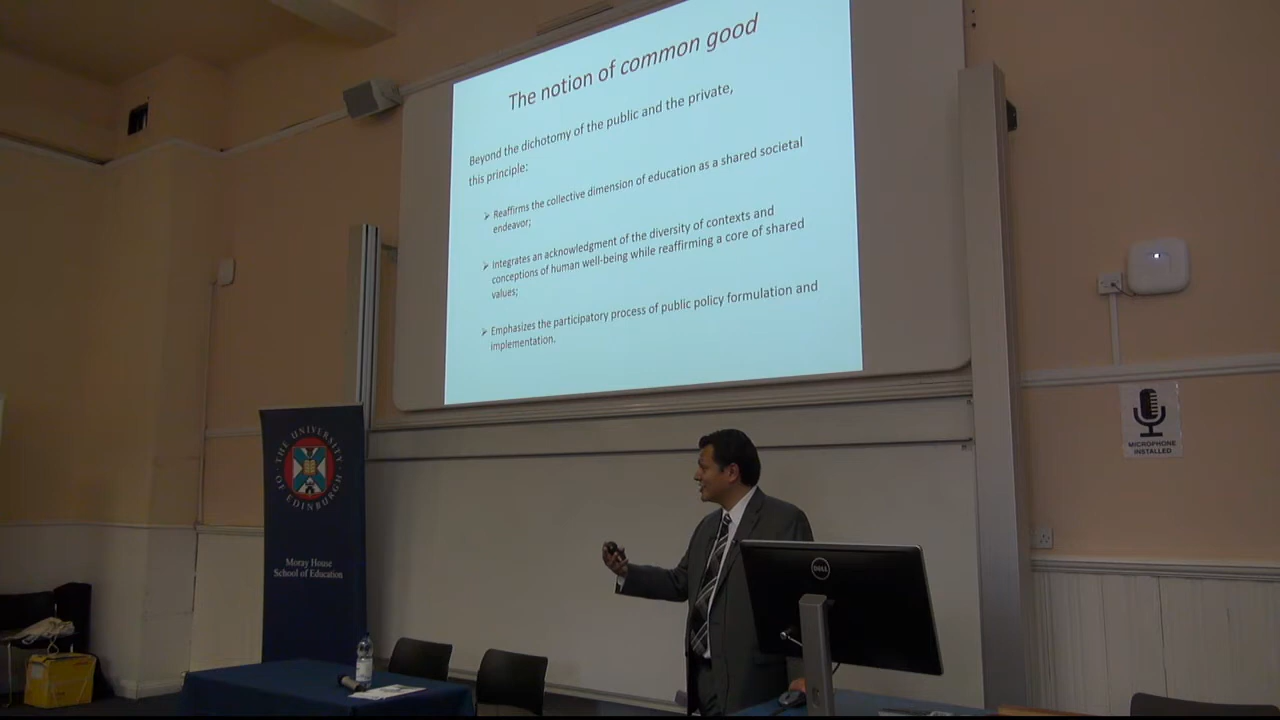 The notion of common good
Beyond the dichotomy of the public and the private,
this principle:
➢ Reaffirms the collective dimension of education as a shared societal
endeavor;
➢ Integrates an acknowledgment of the diversity of contexts and
conceptions of human well-being while reaffirming a core of shared
values;
➢ Emphasizes the participatory process of public policy formulation and
implementation.
THE UNIVERSITY OF EDINBURGH
Moray House
School of Education
MICROPHONE
INSTALLED
DELL